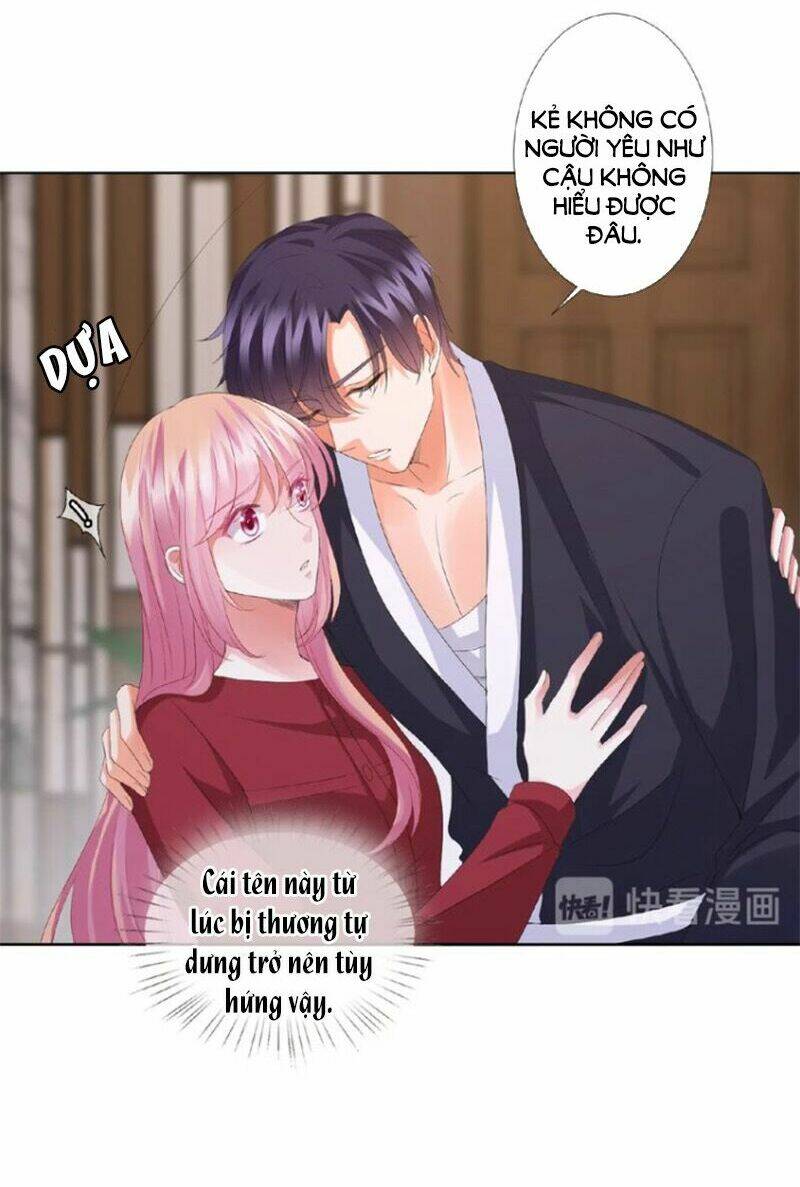 KẺ KHÔNG CÓ
NGƯỜI YÊU NHƯ
CẬU KHÔNG
HIỂU ĐƯỢC
ĐÂU.
DỰA
!
Cái tên này từ
lúc bị thương tự
dưng trở nên tùy
hứng vậy.
快看! 快看漫画